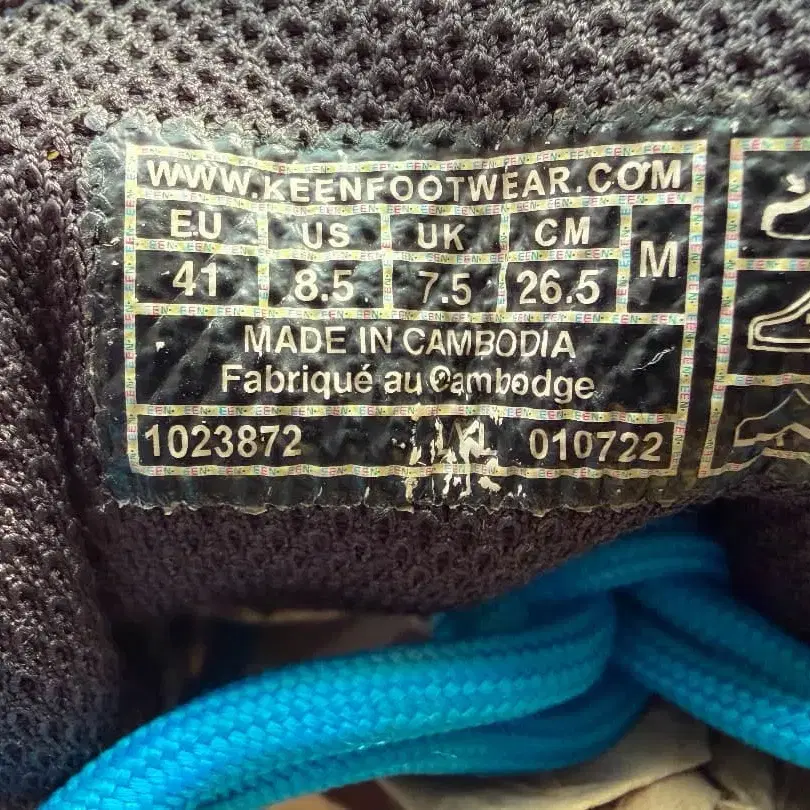 WWW.KEENFOOTWEAR.COM
EU US UK CM M
41 8.5 7.5 26.5
MADE IN CAMBODIA
Fabriqué au Cambodge
1023872 010722